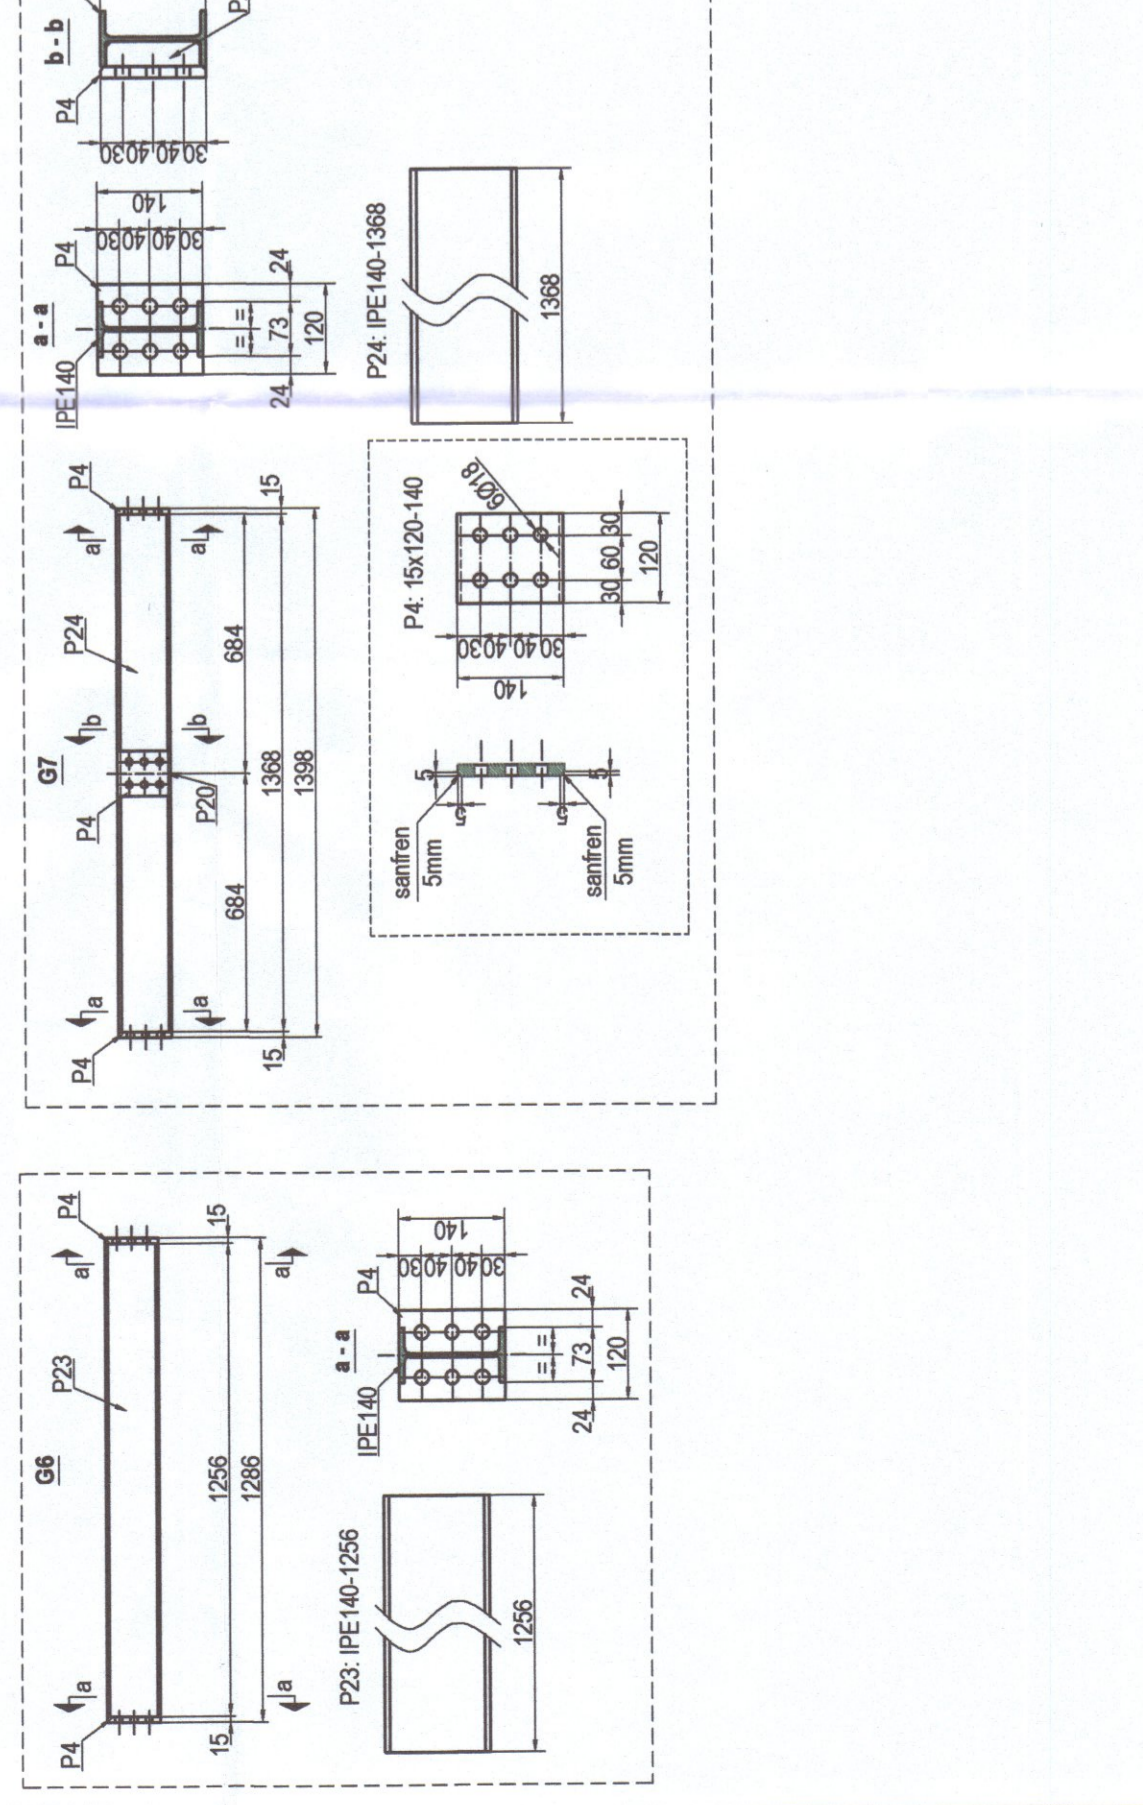 G6
P4
P23
P4
a
a
a
a
15
1256
15
1286
P23: IPE140-1256
1256
a - a
IPE140
P4
30
40
40
30
140
=
=
24
73
24
120
G7
P4
P4
P24
P4
a
b
a
a
b
a
P20
684
684
15
1368
15
1398
a - a
IPE140
P4
30
40
40
30
140
=
=
24
73
24
120
b - b
P4
30
40
40
30
sanfren
5mm
sanfren
5mm
5
5
5
5
P4: 15x120-140
6Ø18
30
40
40
30
140
30
60
30
120
P24: IPE140-1368
1368